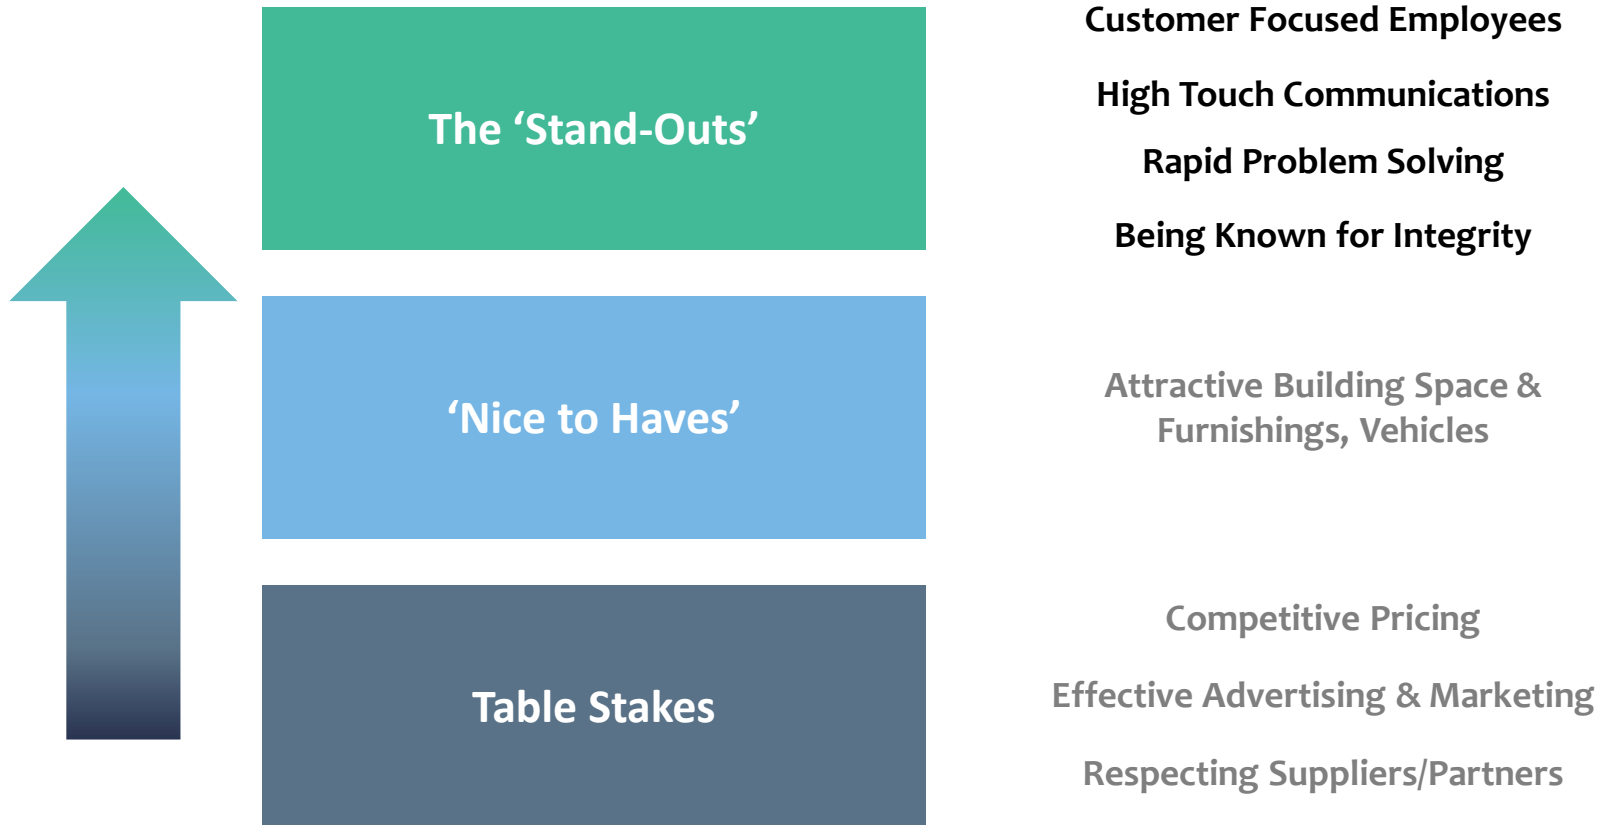 Customer Focused Employees
The ‘Stand-Outs’
High Touch Communications
Rapid Problem Solving
Being Known for Integrity
‘Nice to Haves’
Attractive Building Space &
Furnishings, Vehicles
Table Stakes
Competitive Pricing
Effective Advertising & Marketing
Respecting Suppliers/Partners